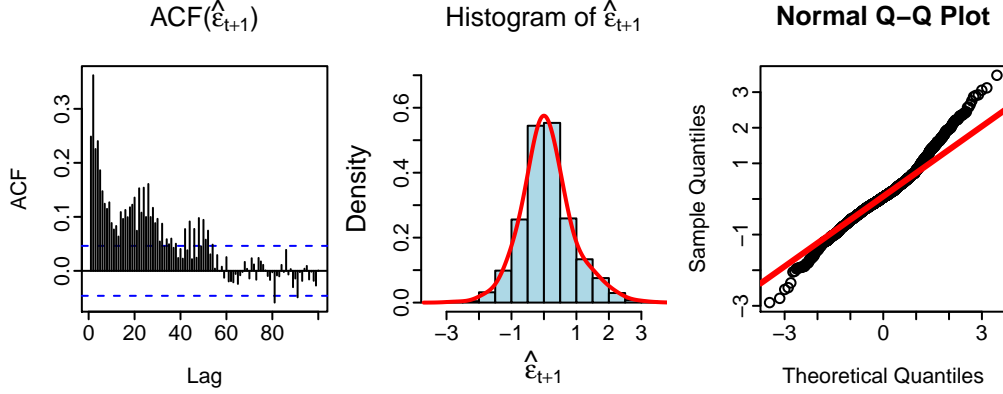 ACF(ε̂t+1)
ACF
0.0 0.1 0.2 0.3
0 20 40 60 80
Lag
Histogram of ε̂t+1
Density
0.0 0.2 0.4 0.6
−3 −1 0 1 2 3
ε̂t+1
Normal Q−Q Plot
Sample Quantiles
−3 −1 1 2 3
−3 0 3
Theoretical Quantiles